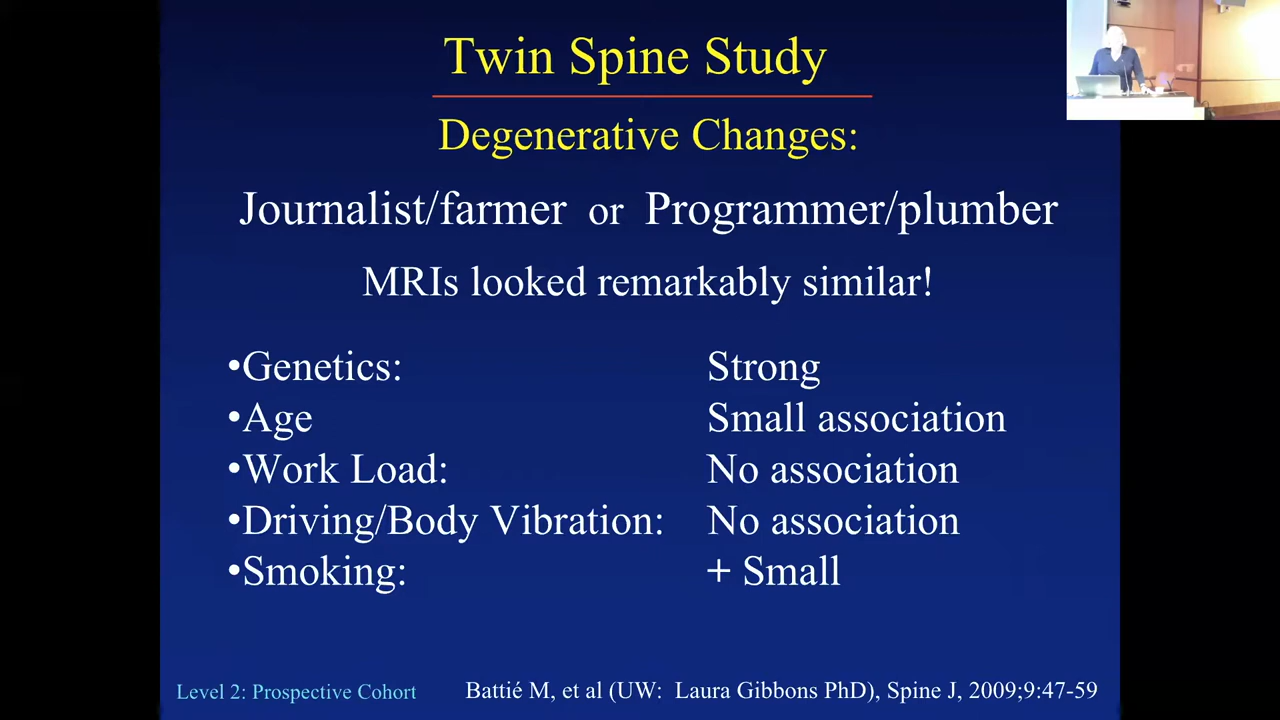 Twin Spine Study
Degenerative Changes:
Journalist/farmer or Programmer/plumber
MRIs looked remarkably similar!
•Genetics: Strong
•Age Small association
•Work Load: No association
•Driving/Body Vibration: No association
•Smoking: + Small
Level 2: Prospective Cohort Battié M, et al (UW: Laura Gibbons PhD), Spine J, 2009;9:47-59